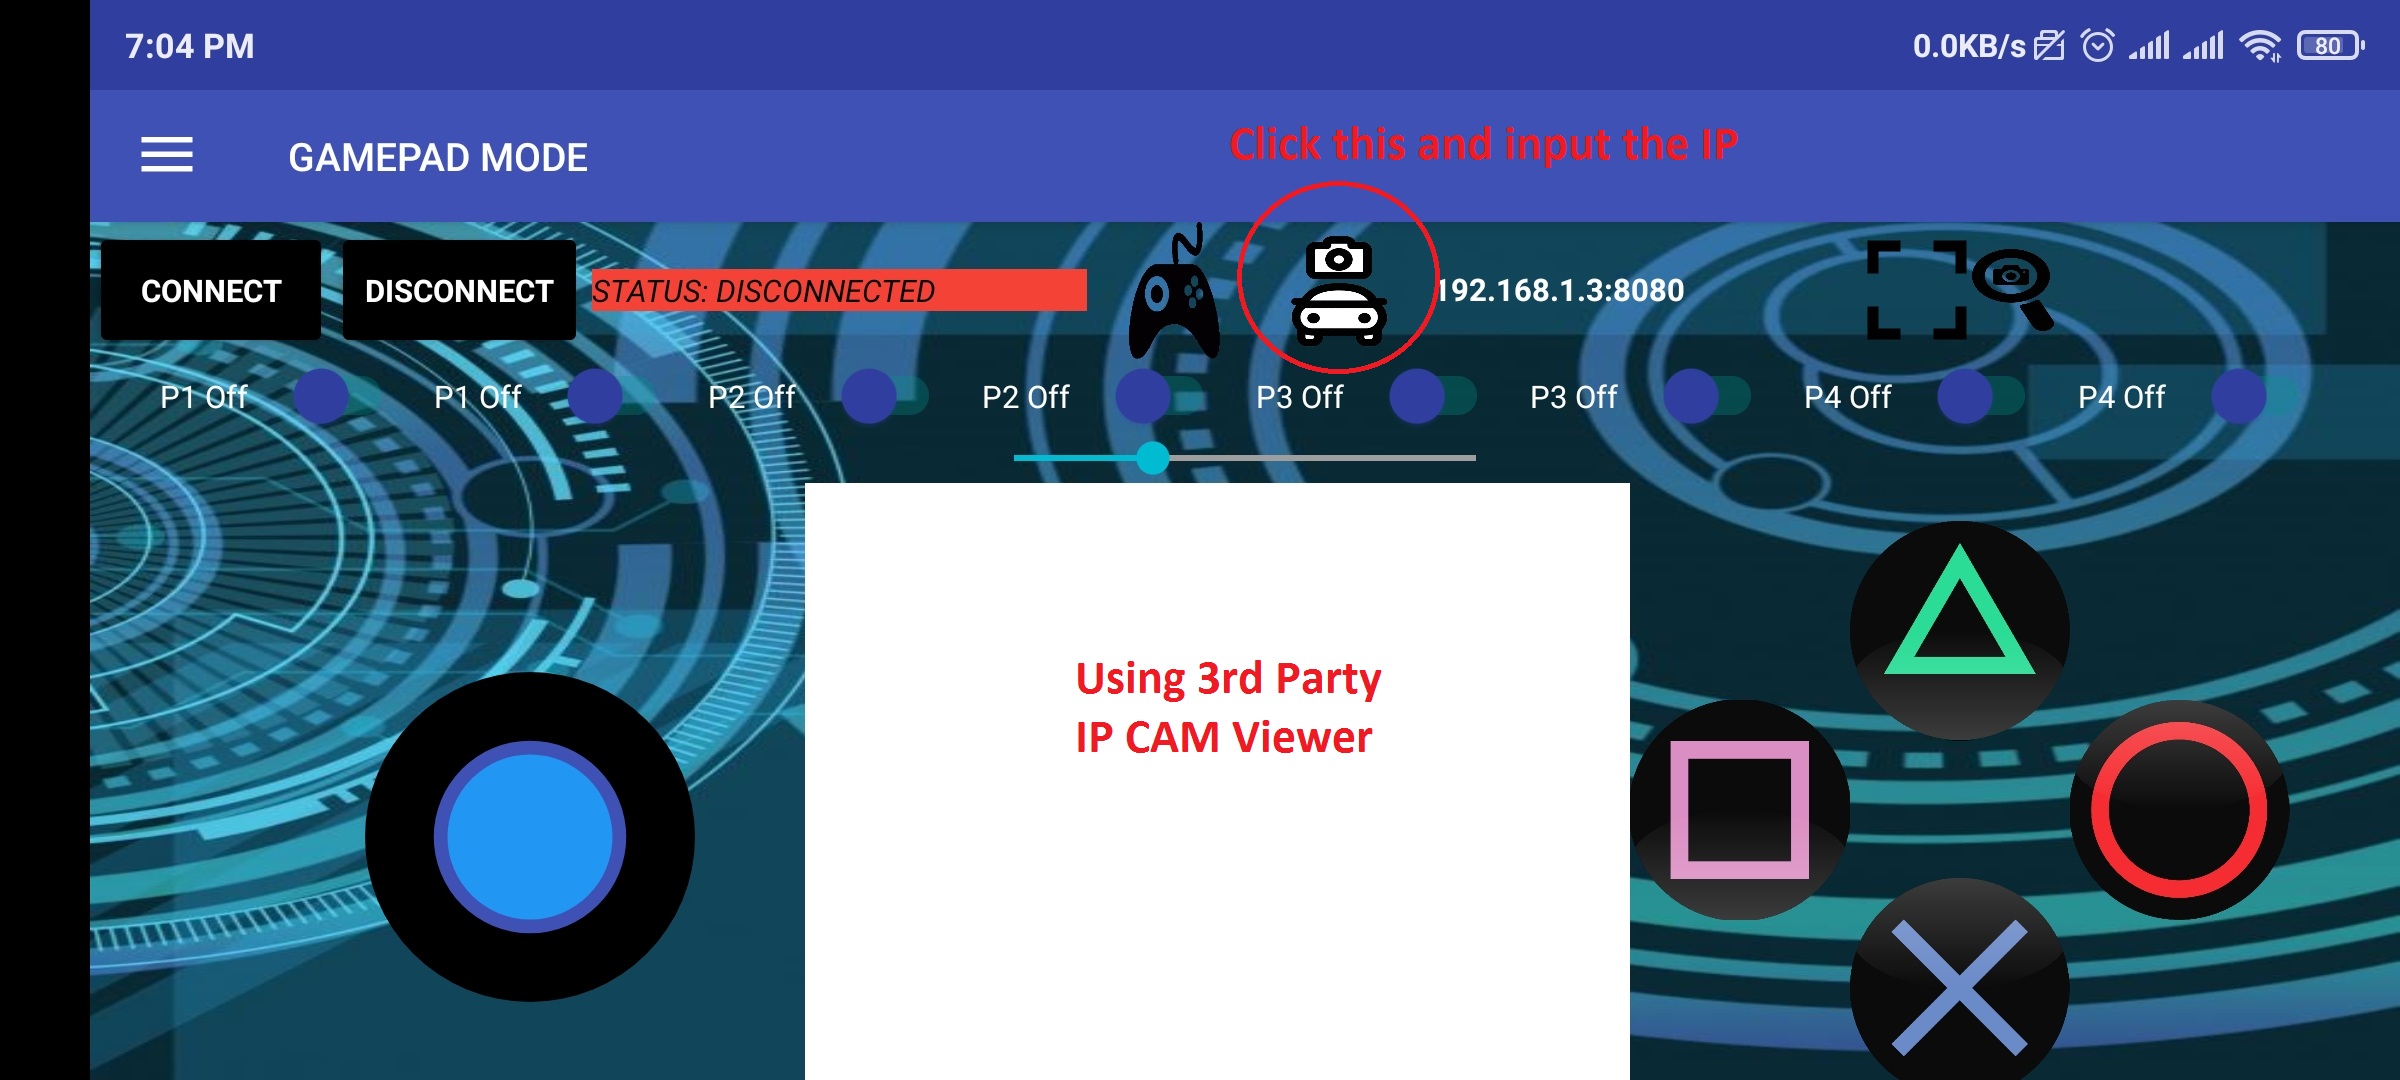 7:04 PM
0.0KB/s
80
GAMEPAD MODE
Click this and input the IP
CONNECT
DISCONNECT
STATUS: DISCONNECTED
192.168.1.3:8080
P1 Off
P1 Off
P2 Off
P2 Off
P3 Off
P3 Off
P4 Off
P4 Off
Using 3rd Party
IP CAM Viewer